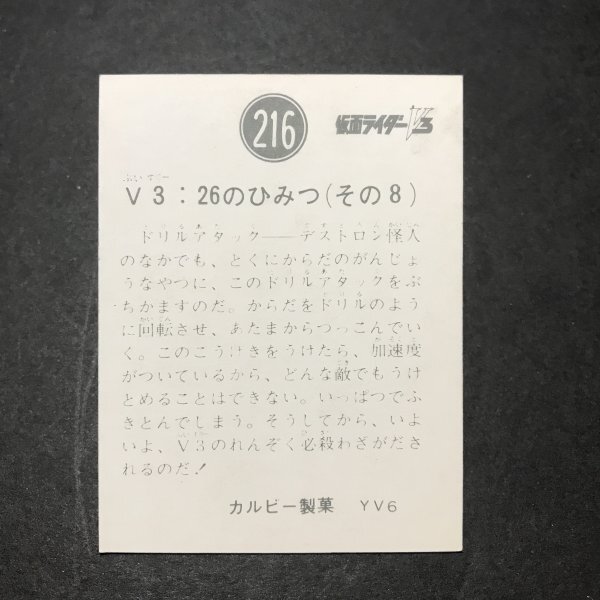 216
仮面ライダーV3
V3:26のひみつ(その8)
ドリルアタック――デストロン怪人
のなかでも、とくにからだのがんじょ
うなやつに、このドリルアタックをぶ
ちかますのだ。からだをドリルのよう
に回転させ、あたまからつっこんでい
く。このこうげきをうけたら、加速度
がついているから、どんな敵でもうけ
とめることはできない。いっぱつでふ
きとんでしまう。そうしてから、いよ
いよ、V3のれんぞく必殺わざがださ
れるのだ!
カルビー製菓 YV6